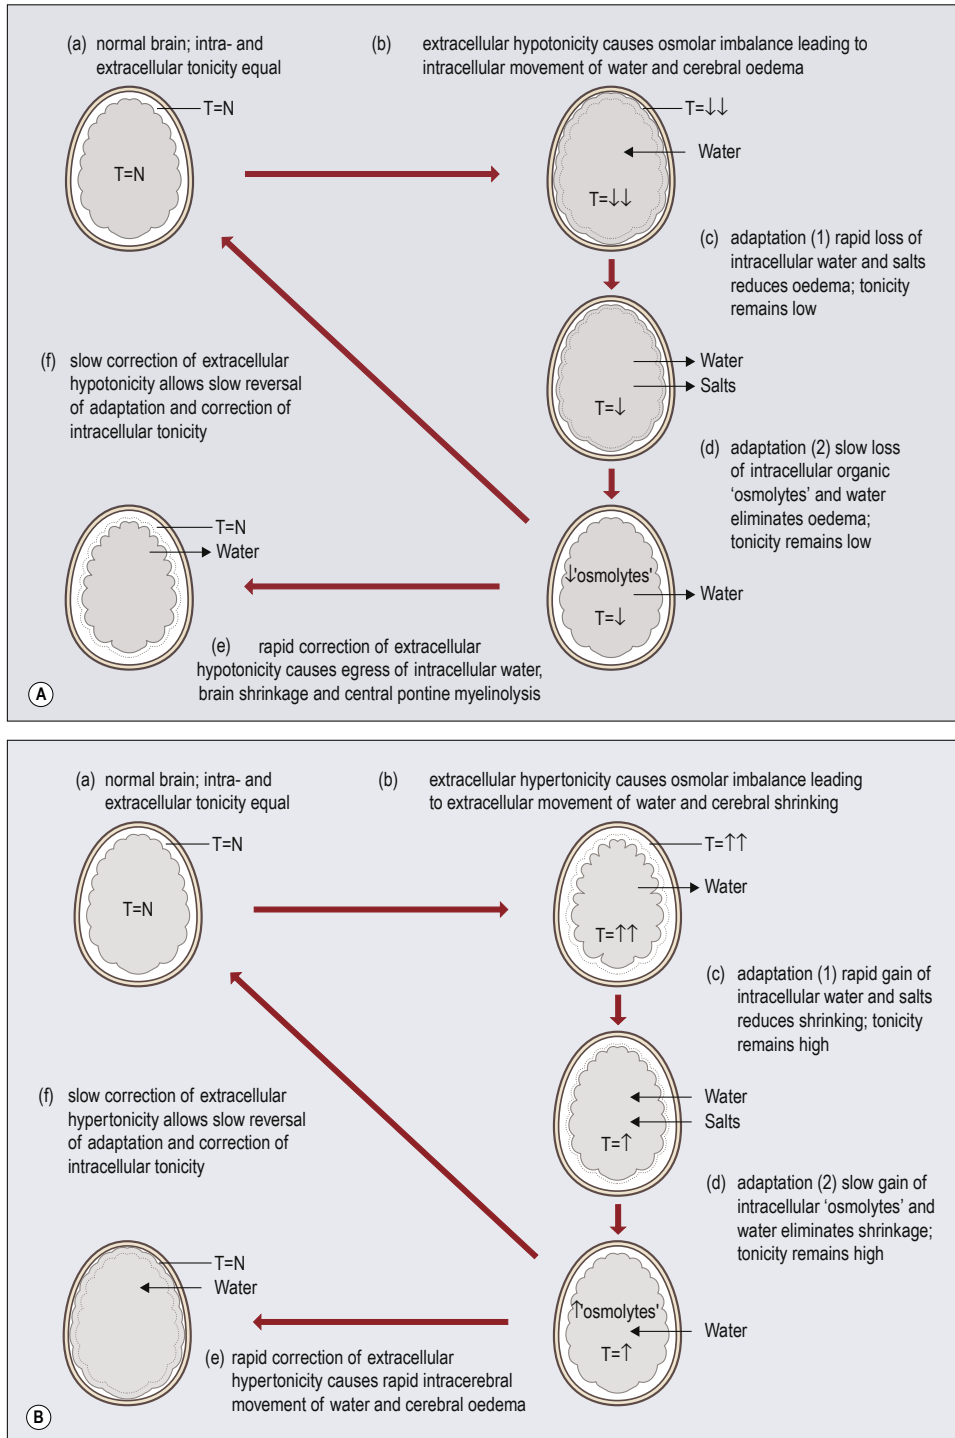 (a) normal brain; intra- and
extracellular tonicity equal
T=N
T=N
(b) extracellular hypotonicity causes osmolar imbalance leading to
intracellular movement of water and cerebral oedema
T=↓↓
Water
T=↓↓
(c) adaptation (1) rapid loss of
intracellular water and salts
reduces oedema; tonicity
remains low
Water
Salts
T=↓
(d) adaptation (2) slow loss
of intracellular organic
'osmolytes' and water
eliminates oedema;
tonicity remains low
↓'osmolytes'
Water
T=↓
(f) slow correction of extracellular
hypotonicity allows slow reversal
of adaptation and correction of
intracellular tonicity
T=N
Water
(e) rapid correction of extracellular
hypotonicity causes egress of intracellular water,
brain shrinkage and central pontine myelinolysis
A
(a) normal brain; intra- and
extracellular tonicity equal
T=N
T=N
(b) extracellular hypertonicity causes osmolar imbalance leading
to extracellular movement of water and cerebral shrinking
T=↑↑
Water
T=↑↑
(c) adaptation (1) rapid gain of
intracellular water and salts
reduces shrinking; tonicity
remains high
Water
Salts
T=↑
(d) adaptation (2) slow gain of
intracellular 'osmolytes' and
water eliminates shrinkage;
tonicity remains high
↑'osmolytes'
Water
T=↑
(f) slow correction of extracellular
hypertonicity allows slow reversal
of adaptation and correction of
intracellular tonicity
T=N
Water
(e) rapid correction of extracellular
hypertonicity causes rapid intracerebral
movement of water and cerebral oedema
B